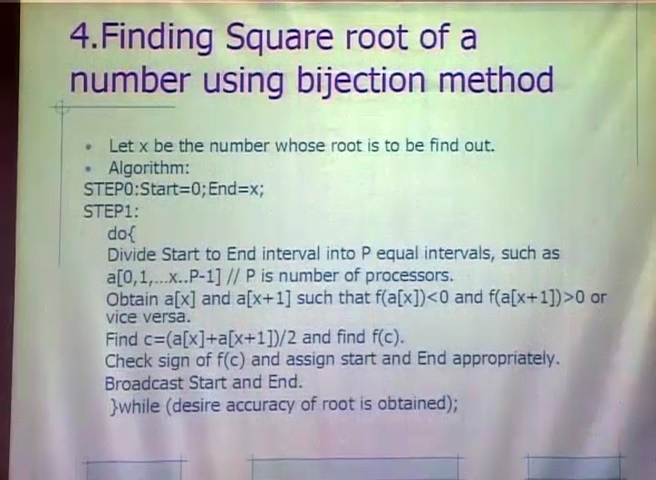 4.Finding Square root of a
number using bijection method
• Let x be the number whose root is to be find out.
• Algorithm:
STEP0:Start=0;End=x;
STEP1:
do{
Divide Start to End interval into P equal intervals, such as
a[0,1,...x..P-1] // P is number of processors.
Obtain a[x] and a[x+1] such that f(a[x])<0 and f(a[x+1])>0 or
vice versa.
Find c=(a[x]+a[x+1])/2 and find f(c).
Check sign of f(c) and assign start and End appropriately.
Broadcast Start and End.
}while (desire accuracy of root is obtained);